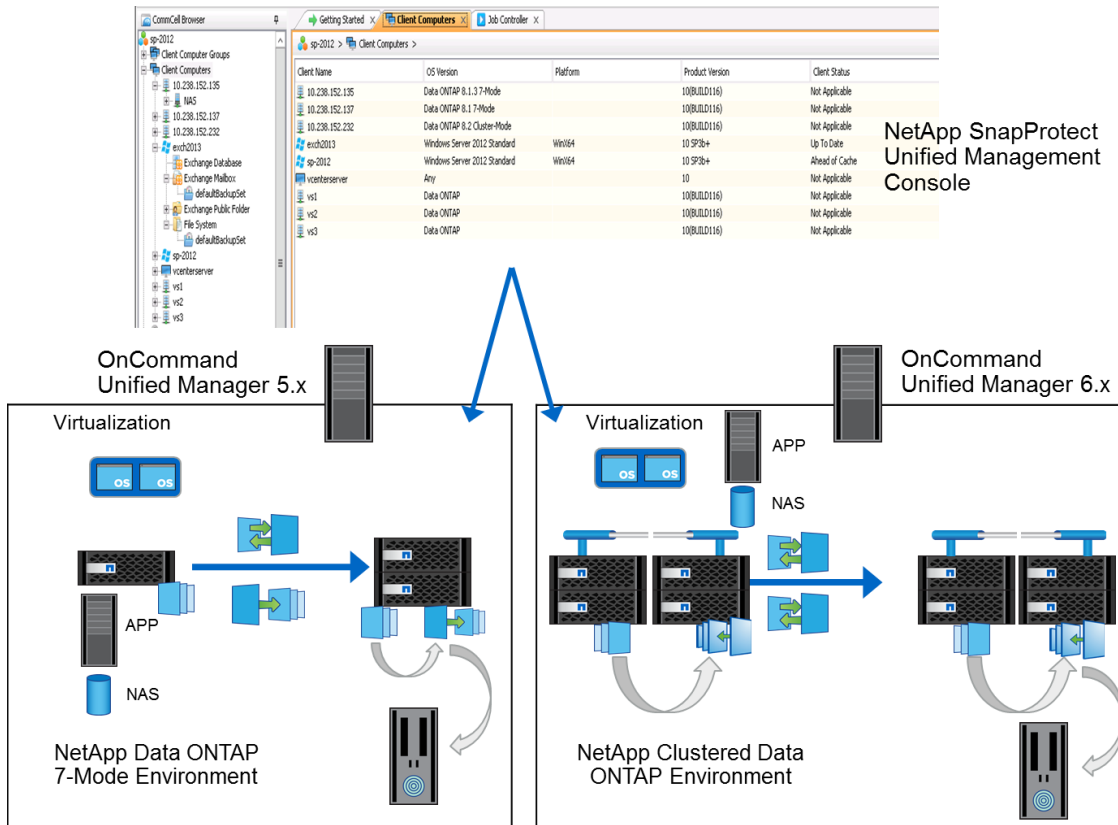 CommCell Browser
Getting Started
Client Computers
Job Controller
sp-2012
Client Computer Groups
Client Computers
10.238.152.135
NAS
10.238.152.137
10.238.152.232
exch2013
Exchange Database
Exchange Mailbox
defaultBackupSet
Exchange Public Folder
File System
defaultBackupSet
sp-2012
vcenterserver
vs1
vs2
vs3
sp-2012 > Client Computers >
Client Name OS Version Platform Product Version Client Status
10.238.152.135 Data ONTAP 8.1.3 7-Mode 10(BUILD116) Not Applicable
10.238.152.137 Data ONTAP 8.1 7-Mode 10(BUILD116) Not Applicable
10.238.152.232 Data ONTAP 8.2 Cluster-Mode 10(BUILD116) Not Applicable
exch2013 Windows Server 2012 Standard WinX64 10 SP3b+ Up To Date
sp-2012 Windows Server 2012 Standard WinX64 10 SP3b+ Ahead of Cache
vcenterserver Any 10 Not Applicable
vs1 Data ONTAP 10(BUILD116) Not Applicable
vs2 Data ONTAP 10(BUILD116) Not Applicable
vs3 Data ONTAP 10(BUILD116) Not Applicable
NetApp SnapProtect
Unified Management
Console
OnCommand
Unified Manager 5.x
Virtualization
OS OS
APP
NAS
NetApp Data ONTAP
7-Mode Environment
OnCommand
Unified Manager 6.x
Virtualization
OS OS
APP
NAS
NetApp Clustered Data
ONTAP Environment